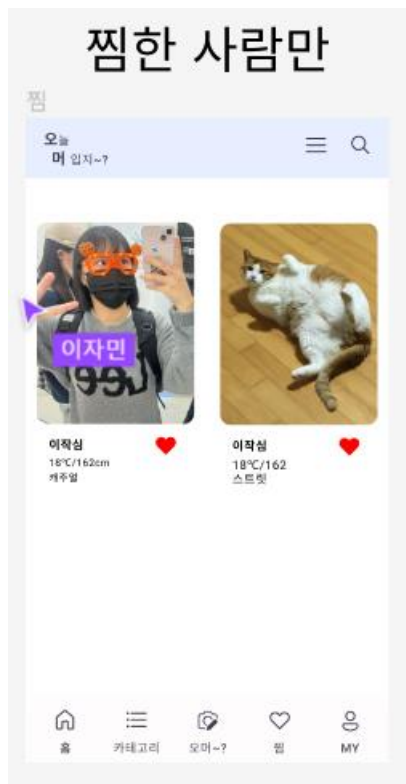 찜한 사람만
찜
오늘
머 입지~?
이자민
이작심
18℃/162cm
캐주얼
이작심
18℃/162
스트릿
홈
카테고리
오머~?
찜
MY